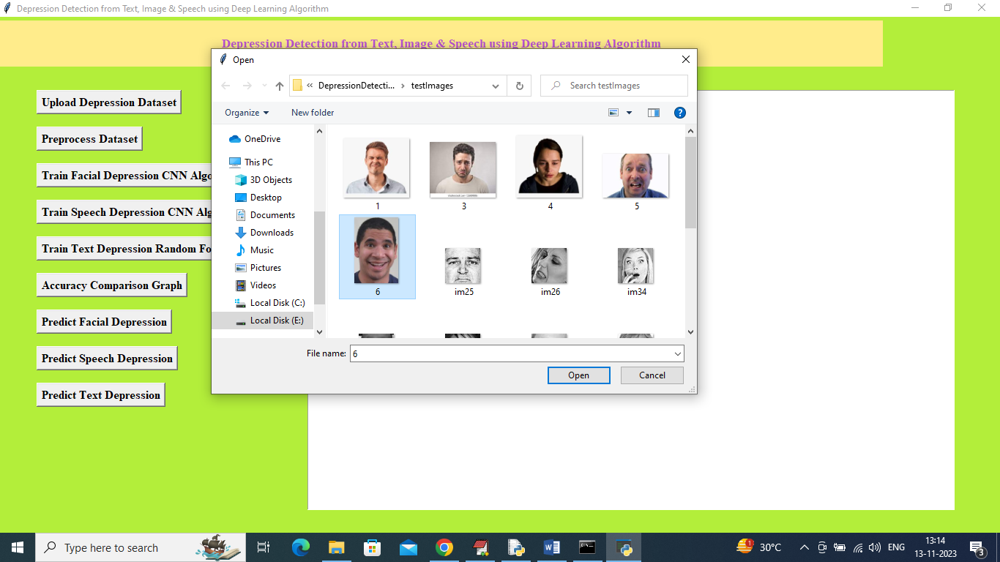 Depression Detection from Text, Image & Speech using Deep Learning Algorithm
Depression Detection from Text, Image & Speech using Deep Learning Algorithm
Open
« DepressionDetecti... › testImages
Search testImages
Organize
New folder
OneDrive
This PC
3D Objects
Desktop
Documents
Downloads
Music
Pictures
Videos
Local Disk (C:)
Local Disk (E:)
1
3
4
5
6
im25
im26
im34
File name: 6
Open
Cancel
Upload Depression Dataset
Preprocess Dataset
Train Facial Depression CNN Algo
Train Speech Depression CNN Alg
Train Text Depression Random Fo
Accuracy Comparison Graph
Predict Facial Depression
Predict Speech Depression
Predict Text Depression
Type here to search
1
30°C
ENG
13:14
13-11-2023
3